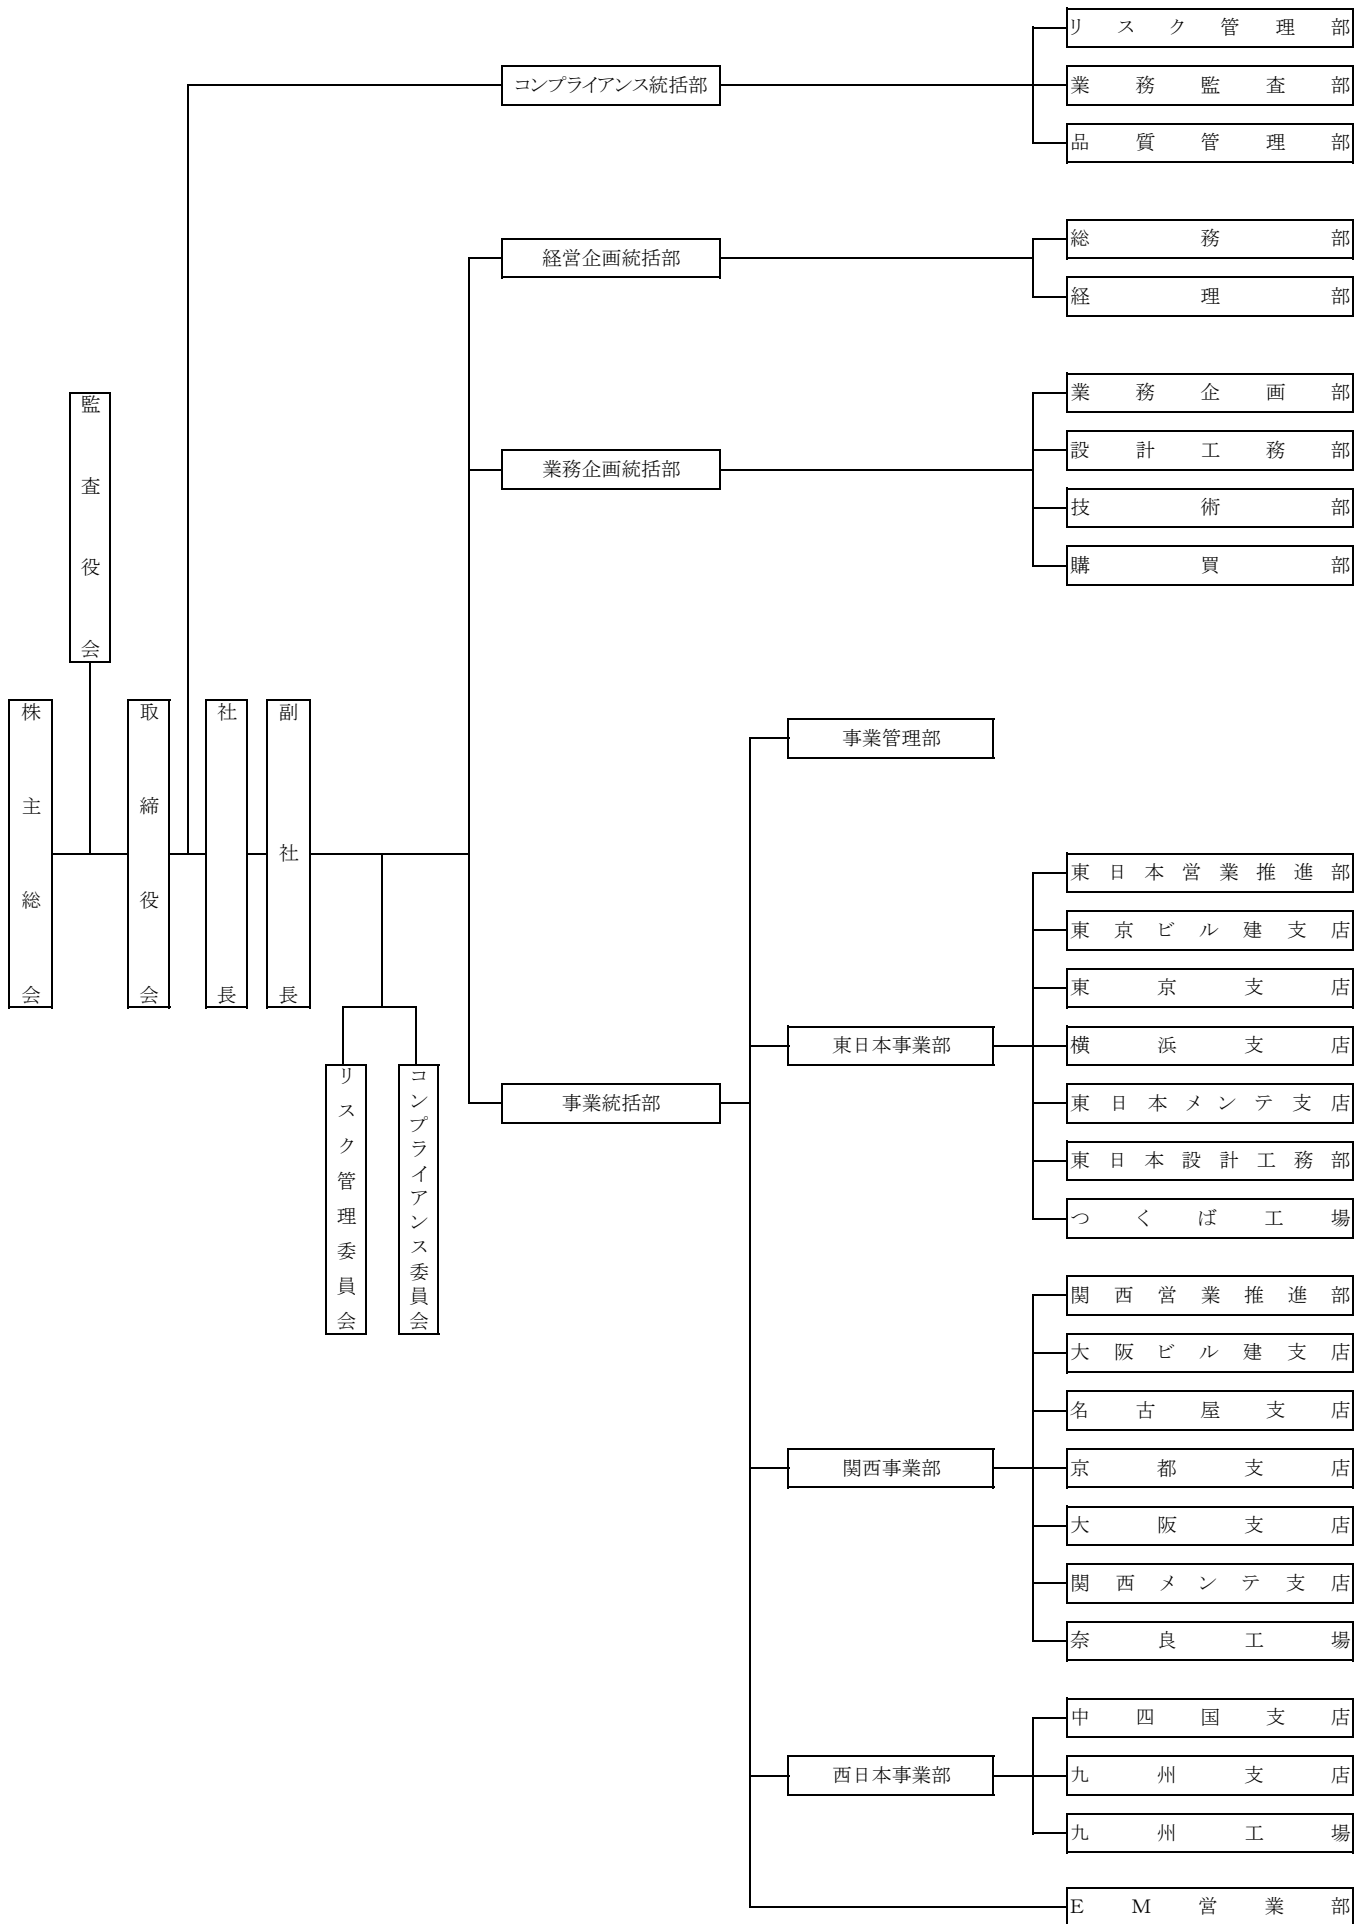 リスク管理部
コンプライアンス統括部
業務監査部
品質管理部
総務部
経営企画統括部
経理部
監査役会
業務企画部
設計工務部
業務企画統括部
技術部
購買部
株主総会
取締役会
社長
副社長
事業管理部
東日本営業推進部
東京ビル建支店
東京支店
東日本事業部
横浜支店
リスク管理委員会
コンプライアンス委員会
事業統括部
東日本メンテ支店
東日本設計工務部
つくば工場
関西営業推進部
大阪ビル建支店
名古屋支店
関西事業部
京都支店
大阪支店
関西メンテ支店
奈良工場
中四国支店
西日本事業部
九州支店
九州工場
EM営業部